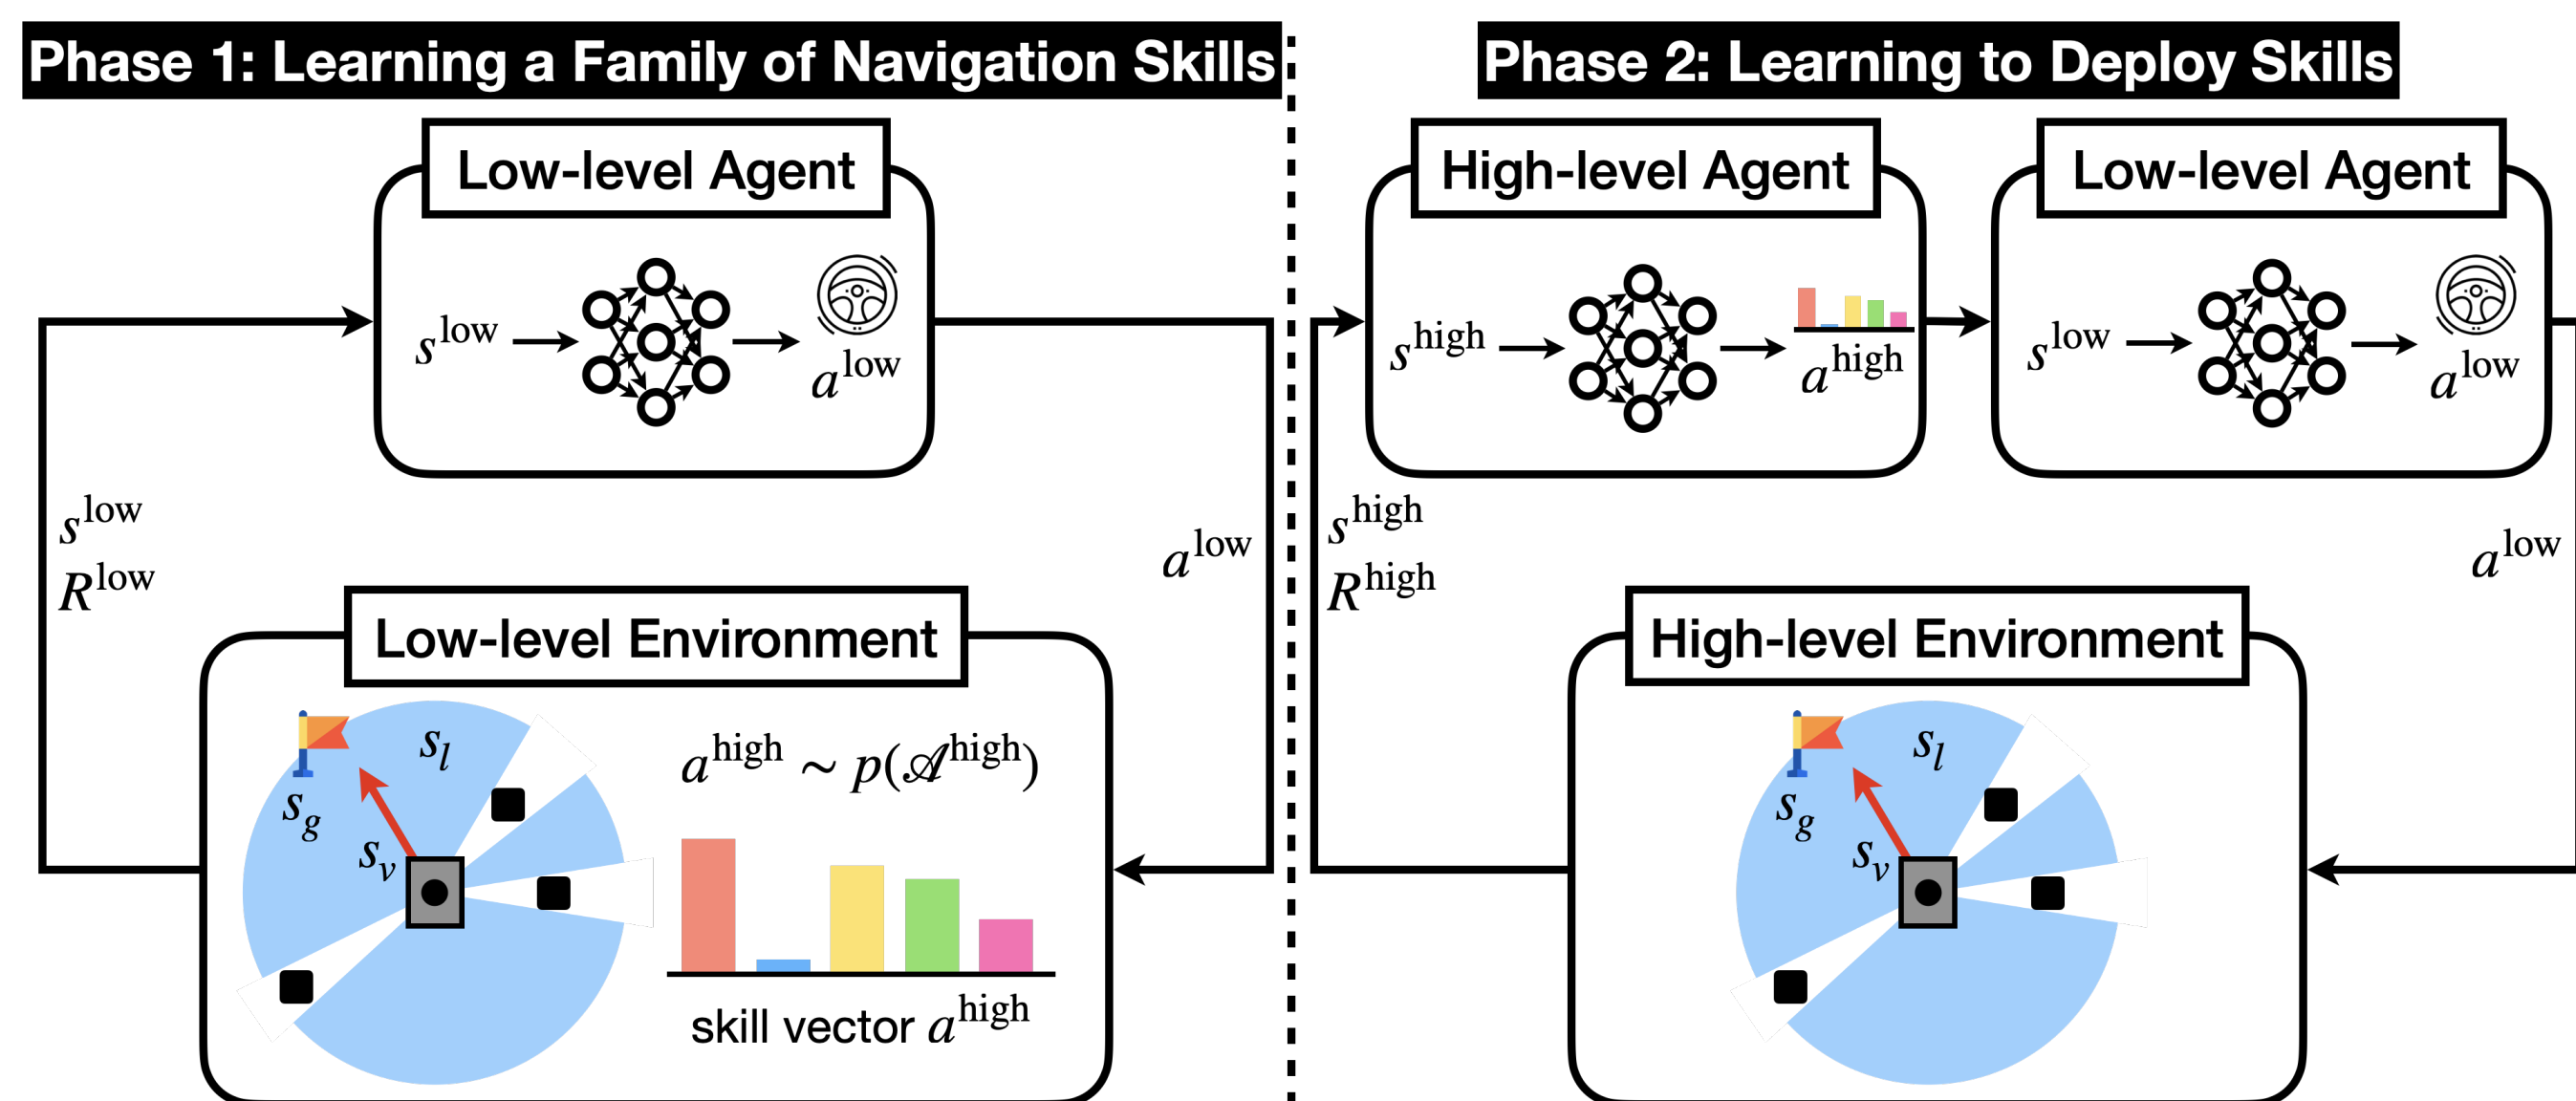 Phase 1: Learning a Family of Navigation Skills
Low-level Agent
s^low
a^low
s^low
R^low
a^low
Low-level Environment
s_l
s_g
s_v
a^high ~ p(𝒜^high)
skill vector a^high
Phase 2: Learning to Deploy Skills
High-level Agent
s^high
a^high
Low-level Agent
s^low
a^low
s^high
R^high
a^low
High-level Environment
s_l
s_g
s_v